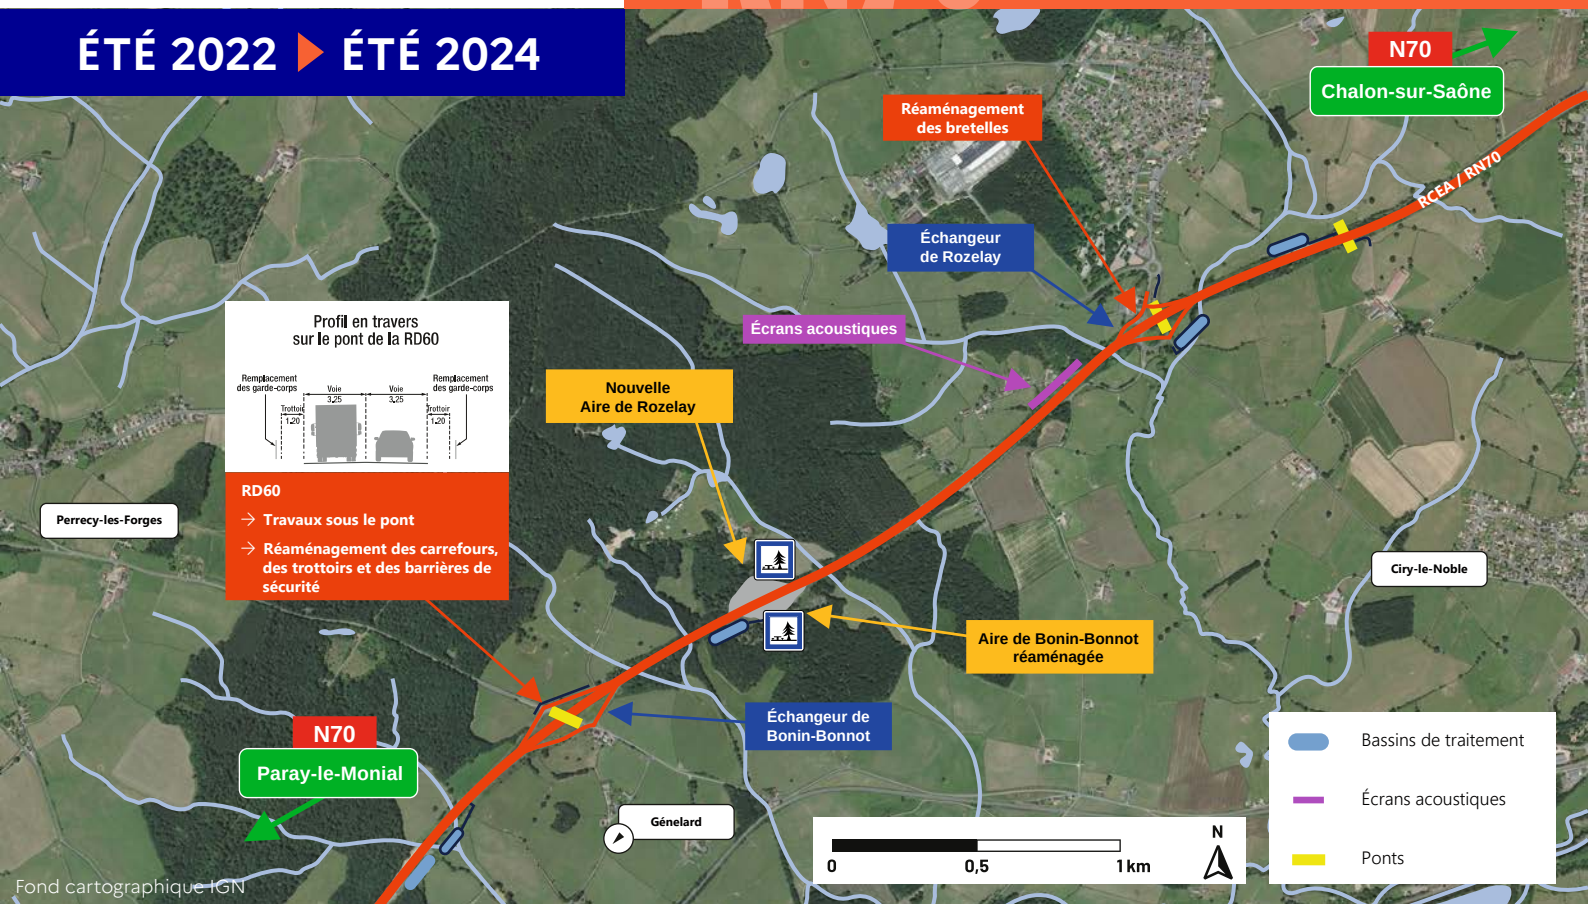 RN70
ÉTÉ 2022 ÉTÉ 2024
N70
Chalon-sur-Saône
Réaménagement
des bretelles
RCEA / RN70
Échangeur
de Rozelay
Écrans acoustiques
Profil en travers
sur le pont de la RD60
Remplacement
des garde-corps
Voie
3,25
Voie
3,25
Remplacement
des garde-corps
Trottoir
1,20
Trottoir
1,20
Nouvelle
Aire de Rozelay
RD60
→ Travaux sous le pont
→ Réaménagement des carrefours,
des trottoirs et des barrières de
sécurité
Perrecy-les-Forges
Ciry-le-Noble
Aire de Bonin-Bonnot
réaménagée
Échangeur de
Bonin-Bonnot
N70
Paray-le-Monial
Génelard
Bassins de traitement
Écrans acoustiques
Ponts
N
0 0,5 1 km
Fond cartographique IGN